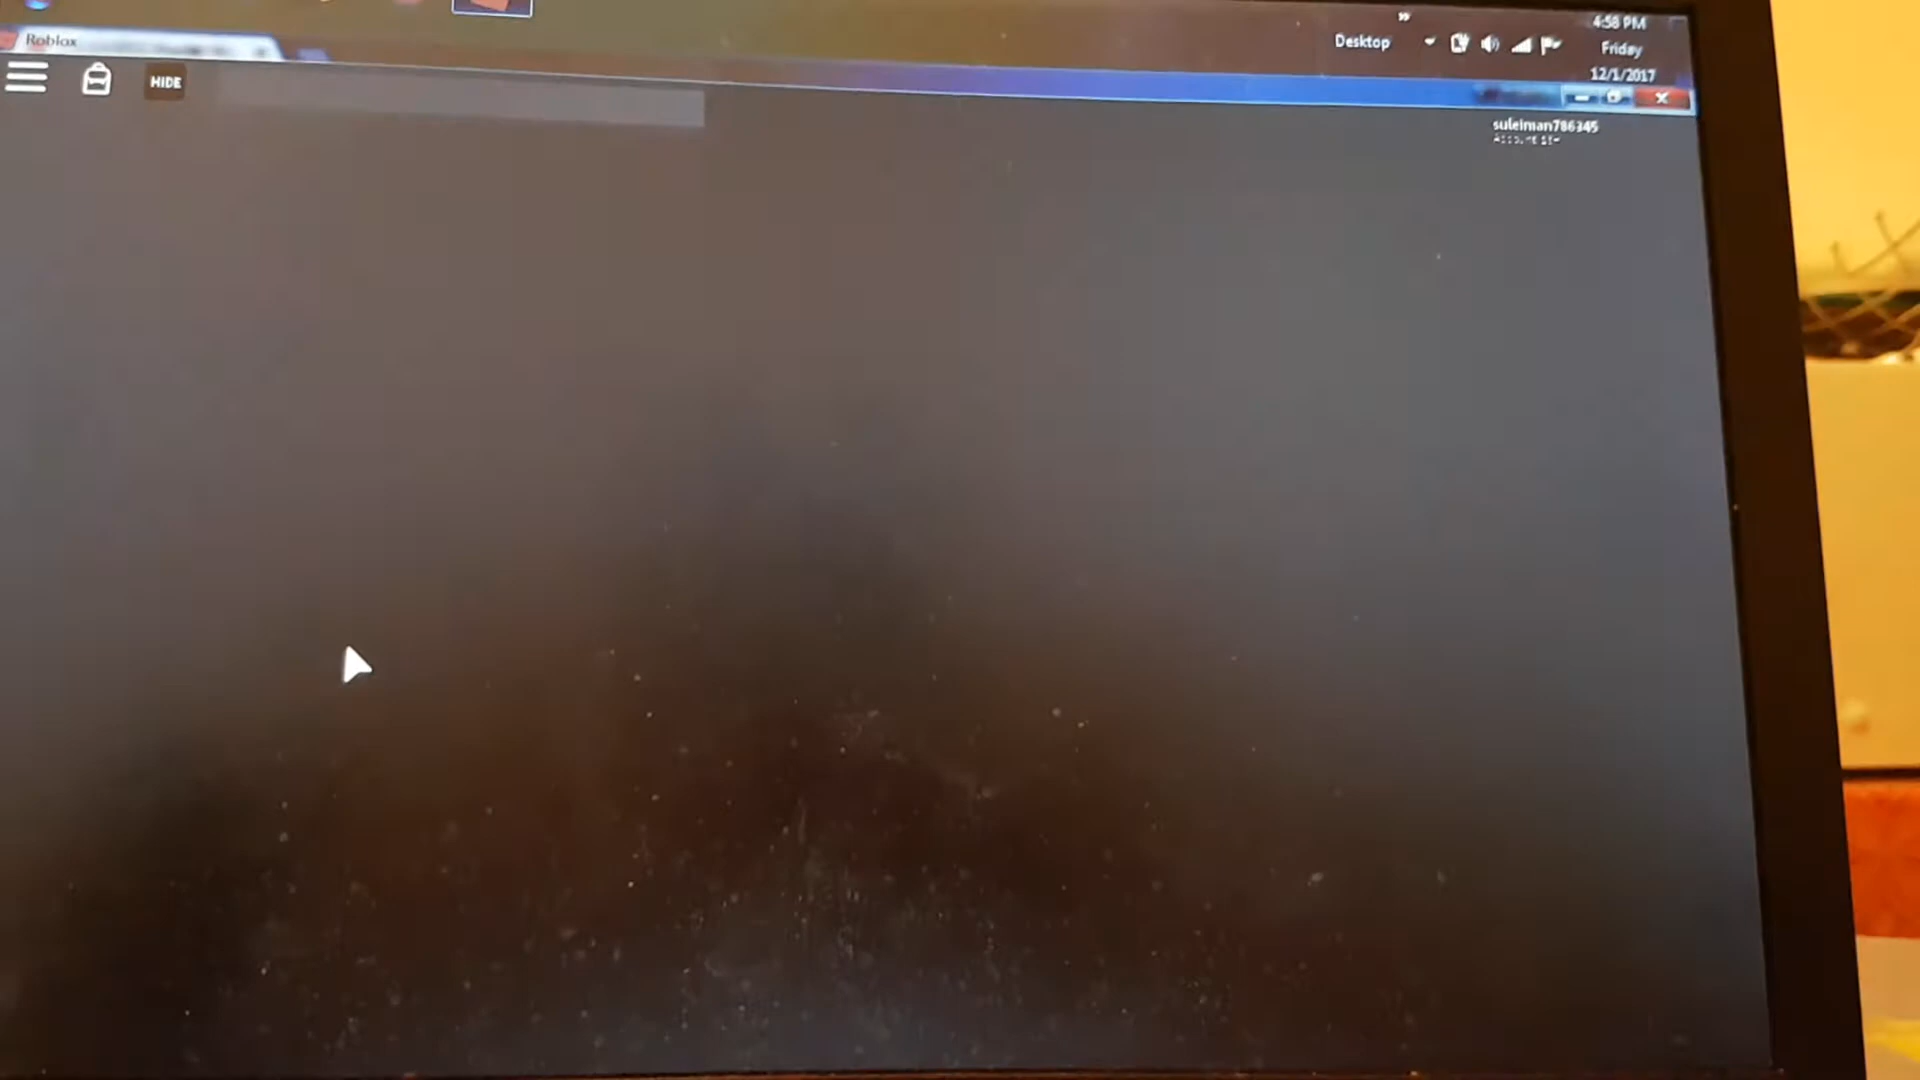 4:58 PM
Desktop
Friday
12/1/2017
Roblox
HIDE
suleiman786345